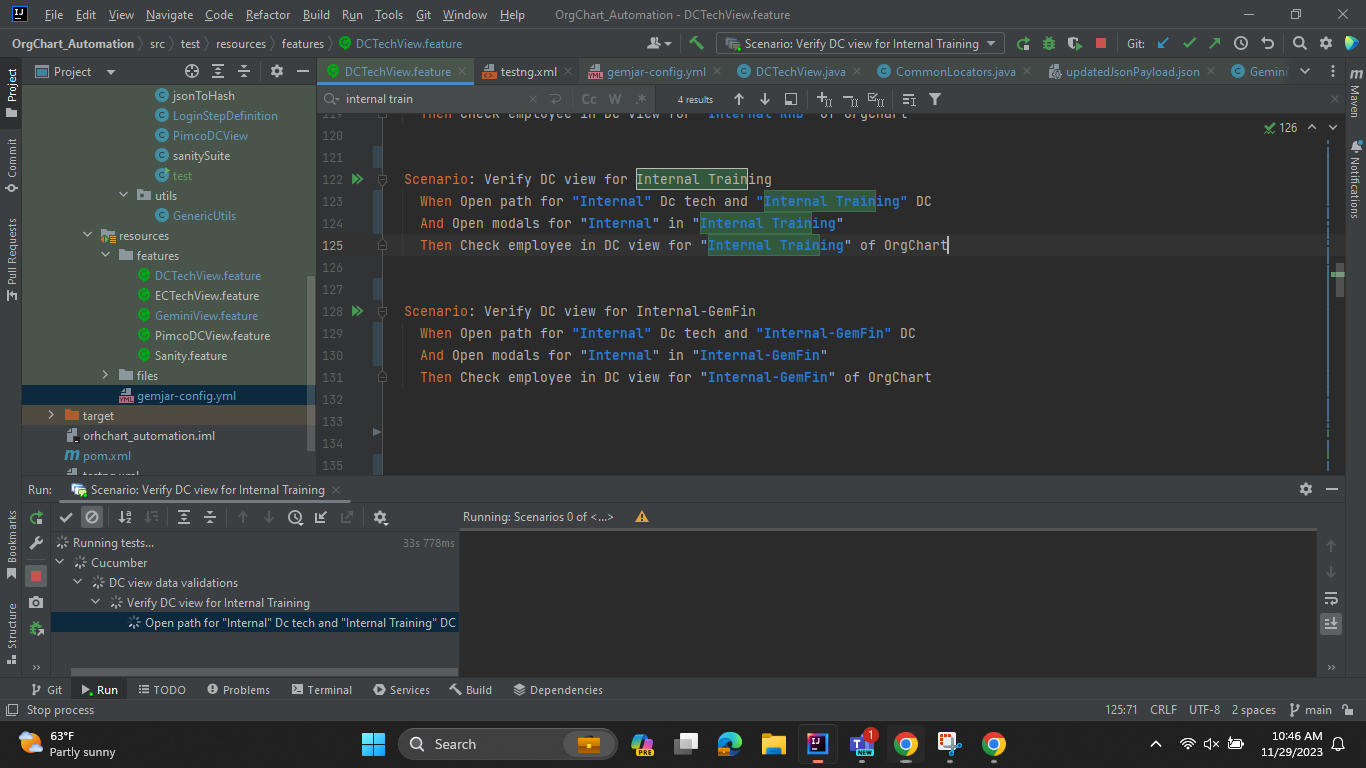 File Edit View Navigate Code Refactor Build Run Tools Git Window Help OrgChart_Automation - DCTechView.feature
OrgChart_Automation src test resources features DCTechView.feature Scenario: Verify DC view for Internal Training Git:
Project DCTechView.feature testng.xml gemjar-config.yml DCTechView.java CommonLocators.java updatedJsonPayload.json Gemini
internal train Cc W .* 4 results
jsonToHash
LoginStepDefinition
PimcoDCView
sanitySuite
test
utils
GenericUtils
resources
features
DCTechView.feature
ECTechView.feature
GeminiView.feature
PimcoDCView.feature
Sanity.feature
files
gemjar-config.yml
target
orhchart_automation.iml
pom.xml
testng.xml
119 Then Check employee in DC view for "Internal RnD" of OrgChart
120
126
121
122 Scenario: Verify DC view for Internal Training
123 When Open path for "Internal" Dc tech and "Internal Training" DC
124 And Open modals for "Internal" in "Internal Training"
125 Then Check employee in DC view for "Internal Training" of OrgChart
126
127
128 Scenario: Verify DC view for Internal-GemFin
129 When Open path for "Internal" Dc tech and "Internal-GemFin" DC
130 And Open modals for "Internal" in "Internal-GemFin"
131 Then Check employee in DC view for "Internal-GemFin" of OrgChart
132
133
134
135
Project
Commit
Pull Requests
Bookmarks
Structure
Maven
Notifications
Run: Scenario: Verify DC view for Internal Training
Running: Scenarios 0 of <...>
Running tests... 33s 778ms
Cucumber
DC view data validations
Verify DC view for Internal Training
Open path for "Internal" Dc tech and "Internal Training" DC
Git Run TODO Problems Terminal Services Build Dependencies
Stop process 125:71 CRLF UTF-8 2 spaces main
63°F
Partly sunny
Search
PRE
NEW
1
10:46 AM
11/29/2023